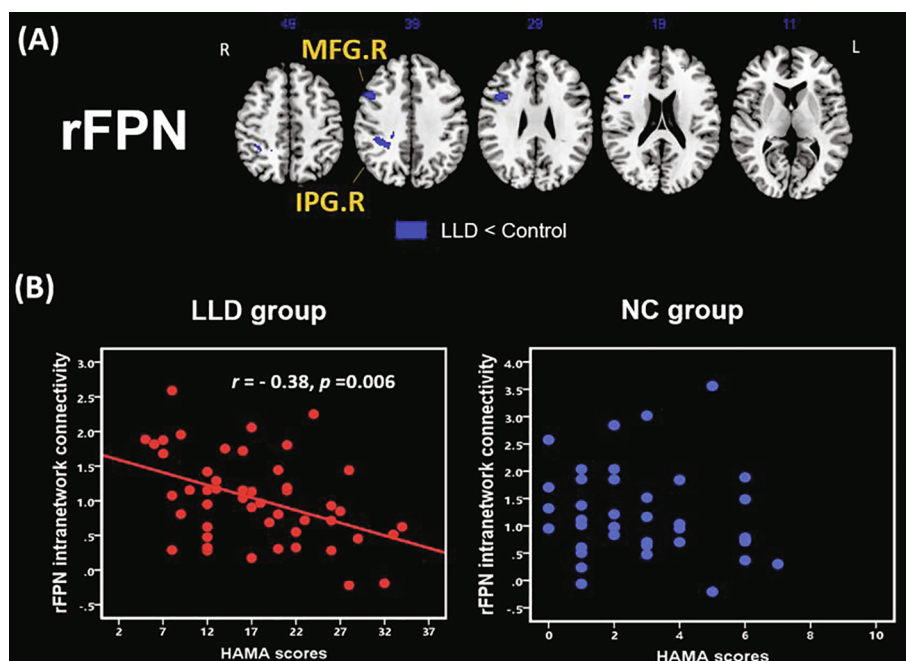 (A)
49 39 29 19 11
R
MFG.R
L
rFPN
IPG.R
LLD < Control
(B)
LLD group
NC group
r = - 0.38, p =0.006
rFPN intranetwork connectivity
3.0
2.5
2.0
1.5
1.0
0.5
.0
-.5
2 7 12 17 22 27 32 37
HAMA scores
rFPN intranetwork connectivity
4.0
3.5
3.0
2.5
2.0
1.5
1.0
0.5
.0
-.5
0 2 4 6 8 10
HAMA scores